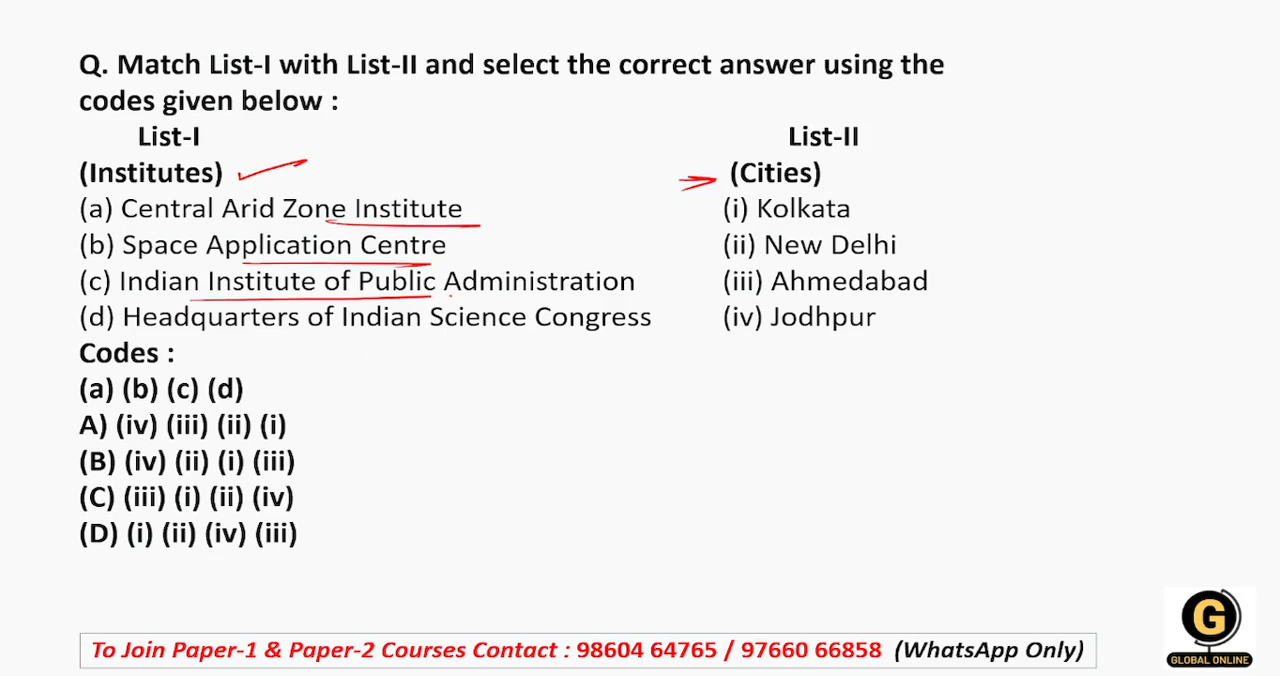 Q. Match List-I with List-II and select the correct answer using the
codes given below :
List-I List-II
(Institutes) (Cities)
(a) Central Arid Zone Institute (i) Kolkata
(b) Space Application Centre (ii) New Delhi
(c) Indian Institute of Public Administration (iii) Ahmedabad
(d) Headquarters of Indian Science Congress (iv) Jodhpur
Codes :
(a) (b) (c) (d)
A) (iv) (iii) (ii) (i)
(B) (iv) (ii) (i) (iii)
(C) (iii) (i) (ii) (iv)
(D) (i) (ii) (iv) (iii)
To Join Paper-1 & Paper-2 Courses Contact : 98604 64765 / 97660 66858 (WhatsApp Only)
G
GLOBAL ONLINE